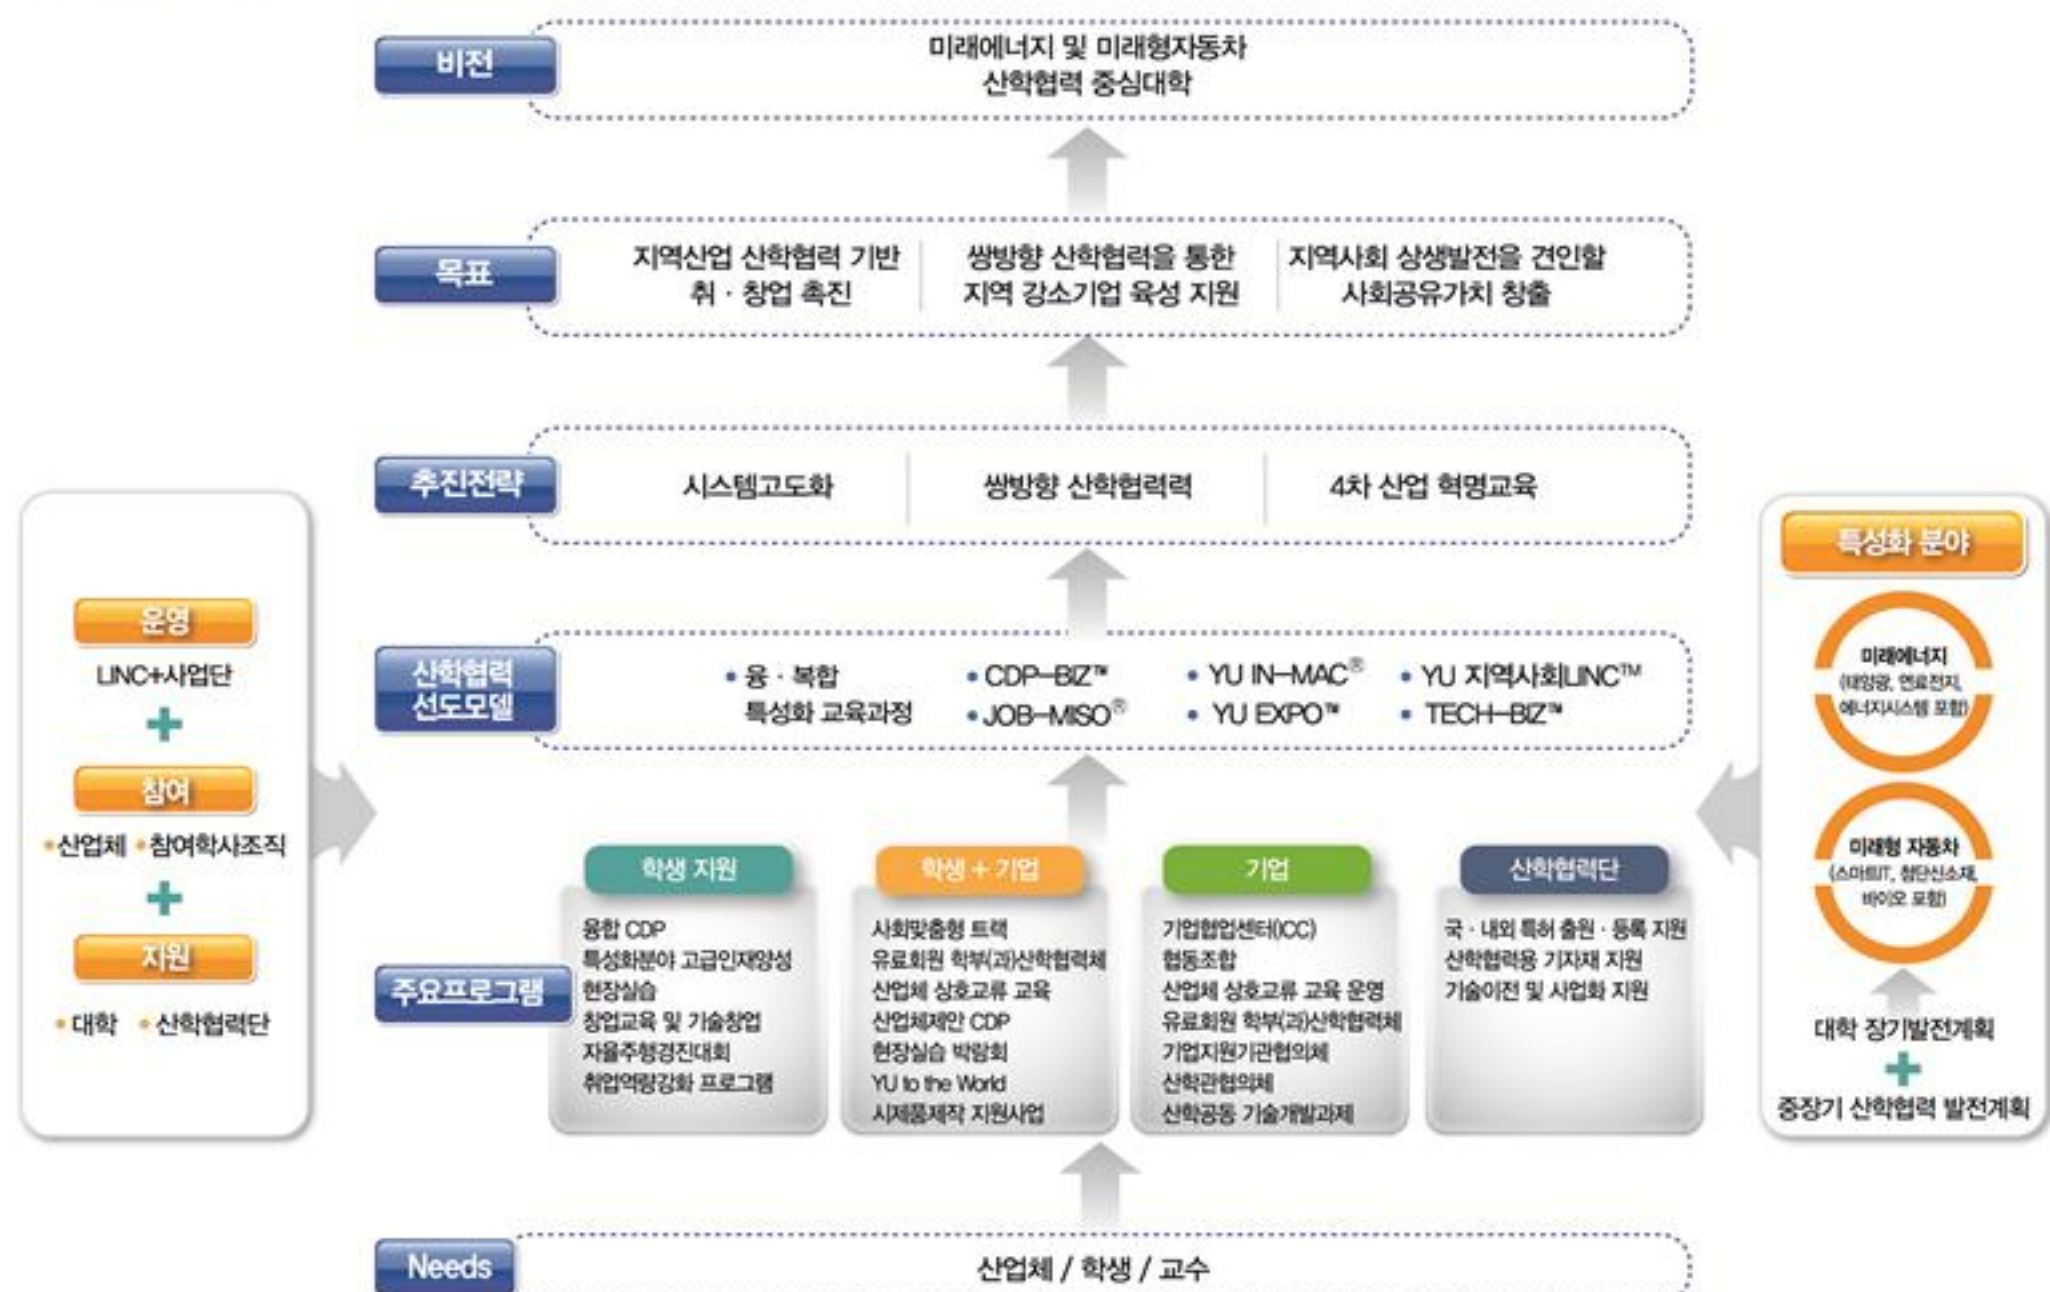 비전
미래에너지 및 미래형자동차
산학협력 중심대학
목표
지역산업 산학협력 기반
취 · 창업 촉진
쌍방향 산학협력을 통한
지역 강소기업 육성 지원
지역사회 상생발전을 견인할
사회공유가치 창출
추진전략
시스템고도화
쌍방향 산학협력력
4차 산업 혁명교육
산학협력
선도모델
• 융 · 복합
특성화 교육과정
• CDP-BIZ™
• JOB-MISO®
• YU IN-MAC®
• YU EXPO™
• YU 지역사회LINC™
• TECH-BIZ™
주요프로그램
학생 지원
융합 CDP
특성화분야 고급인재양성
현장실습
창업교육 및 기술창업
자율주행경진대회
취업역량강화 프로그램
학생 + 기업
사회맞춤형 트랙
유료회원 학부(과)산학협력체
산업체 상호교류 교육
산업체제안 CDP
현장실습 박람회
YU to the World
시제품제작 지원사업
기업
기업협업센터(ICC)
협동조합
산업체 상호교류 교육 운영
유료회원 학부(과)산학협력체
기업지원기관협의체
산학관협의체
산학공동 기술개발과제
산학협력단
국 · 내외 특허 출원 · 등록 지원
산학협력용 기자재 지원
기술이전 및 사업화 지원
Needs
산업체 / 학생 / 교수
운영
LINC+사업단
+
참여
• 산업체 • 참여학사조직
+
지원
• 대학 • 산학협력단
특성화 분야
미래에너지
(태양광, 연료전지,
에너지시스템 포함)
미래형 자동차
(스마트IT, 첨단신소재,
바이오 포함)
대학 장기발전계획
+
중장기 산학협력 발전계획